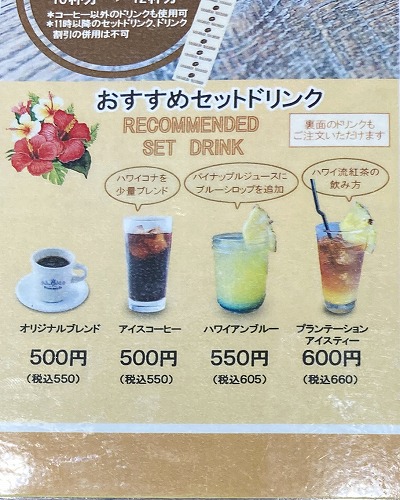 *コーヒー以外のドリンクも使用可
*11時以降のセットドリンク、ドリンク
割引の併用は不可
おすすめセットドリンク
RECOMMENDED
SET DRINK
裏面のドリンクも
ご注文いただけます
ハワイコナを
少量ブレンド
パイナップルジュースに
ブルーシロップを追加
ハワイ流紅茶の
飲み方
オリジナルブレンド
500円
(税込550)
アイスコーヒー
500円
(税込550)
ハワイアンブルー
550円
(税込605)
プランテーション
アイスティー
600円
(税込660)